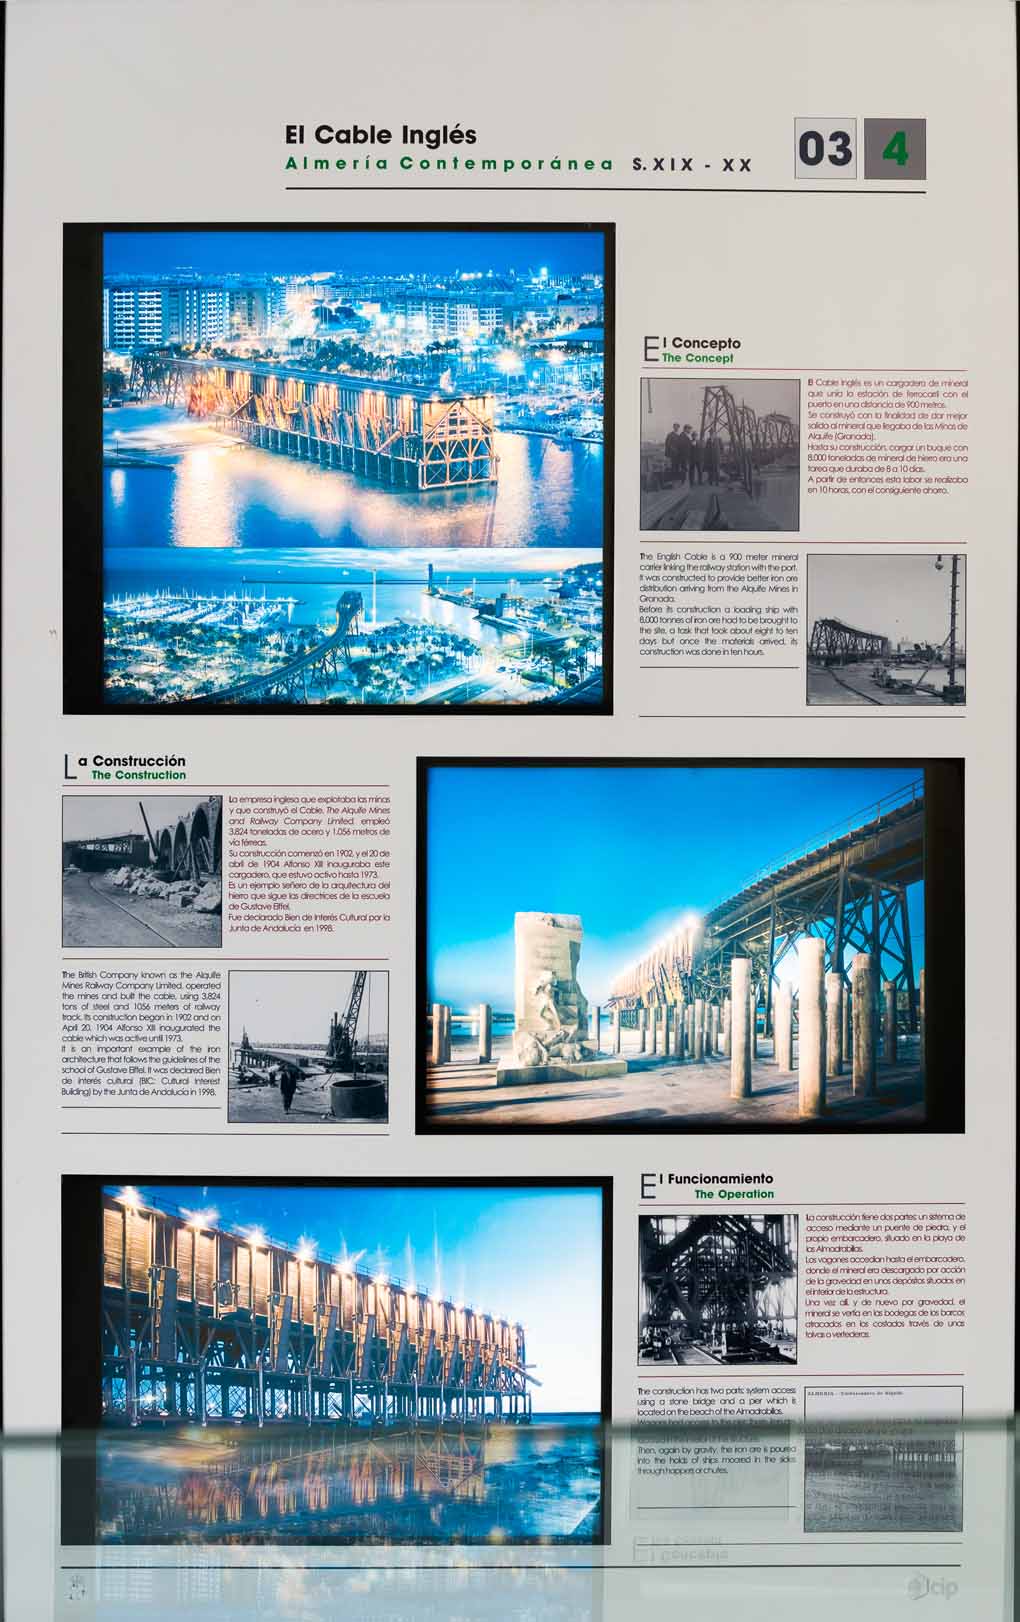 El Cable Inglés
Almería Contemporánea S. XIX - XX
03 4
El Concepto
The Concept
El Cable Inglés es un cargadero de mineral
que unía la estación de ferrocarril con el
puerto en una distancia de 900 metros.
Se construyó con la finalidad de dar mejor
salida al mineral que llegaba de las Minas de
Alquife (Granada).
Hasta su construcción, cargar un buque con
8.000 toneladas de mineral de hierro era una
tarea que duraba de 8 a 10 días.
A partir de entonces esta labor se realizaba
en 10 horas, con el consiguiente ahorro.
The English Cable is a 900 meter mineral
carrier linking the railway station with the port.
It was constructed to provide better iron ore
distribution arriving from the Alquife Mines in
Granada.
Before its construction a loading ship with
8,000 tonnes of iron ore had to be brought to
the site, a task that took about eight to ten
days but once the materials arrived, its
construction was done in ten hours.
La Construcción
The Construction
La empresa inglesa que explotaba las minas
y que construyó el Cable, The Alquife Mines
and Railway Company Limited, empleó
3.824 toneladas de acero y 1.056 metros de
vía férreas.
Su construcción comenzó en 1902, y el 20 de
abril de 1904 Alfonso XIII inauguraba este
cargadero, que estuvo activo hasta 1973.
Es un ejemplo señero de la arquitectura del
hierro que sigue las directrices de la escuela
de Gustave Eiffel.
Fue declarado Bien de Interés Cultural por la
Junta de Andalucía en 1998.
The British Company known as the Alquife
Mines Railway Company Limited, operated
the mines and built the cable, using 3,824
tons of steel and 1056 meters of railway
track. Its construction began in 1902 and on
April 20, 1904 Alfonso XIII inaugurated the
cable which was active until 1973.
It is an important example of the iron
architecture that follows the guidelines of the
school of Gustave Eiffel. It was declared Bien
de Interés cultural (BIC: Cultural Interest
Building) by the Junta de Andalucía in 1998.
El Funcionamiento
The Operation
La construcción tiene dos partes: un sistema de
acceso mediante un puente de piedra, y el
propio embarcadero, situado en la playa de
las Almadrabillas.
Los vagones accedían hasta el embarcadero,
donde el mineral era descargado por acción
de la gravedad en unos depósitos situados en
el interior de la estructura.
Una vez allí, y de nuevo por gravedad, el
mineral se vertía en las bodegas de los barcos
atracados en los costados través de unas
tolvas o vertederas.
The construction has two parts: system access
using a stone bridge and a pier which is
located on the beach of the Almadrabillas.
Then, again by gravity, the iron ore is poured
into the holds of ships moored in the sides
through hoppers or chutes.
ALMERIA - Embarcadero de Alquife
cip